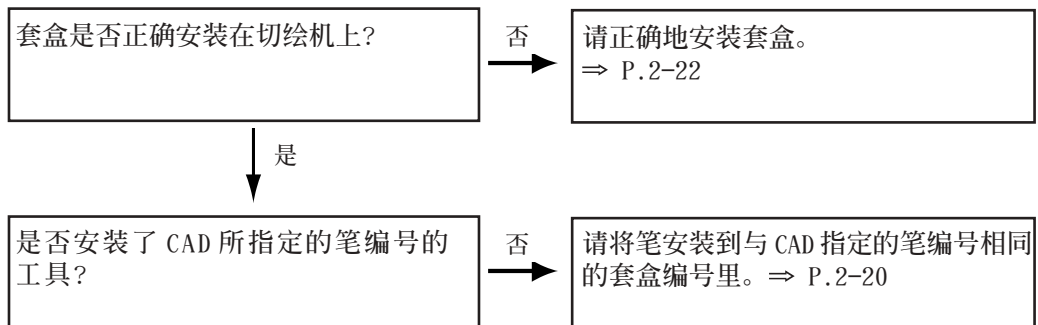 套盒是否正确安装在切绘机上?
否
请正确地安装套盒。
⇒ P.2-22
是
是否安装了 CAD 所指定的笔编号的
工具?
否
请将笔安装到与 CAD 指定的笔编号相同
的套盒编号里。⇒ P.2-20